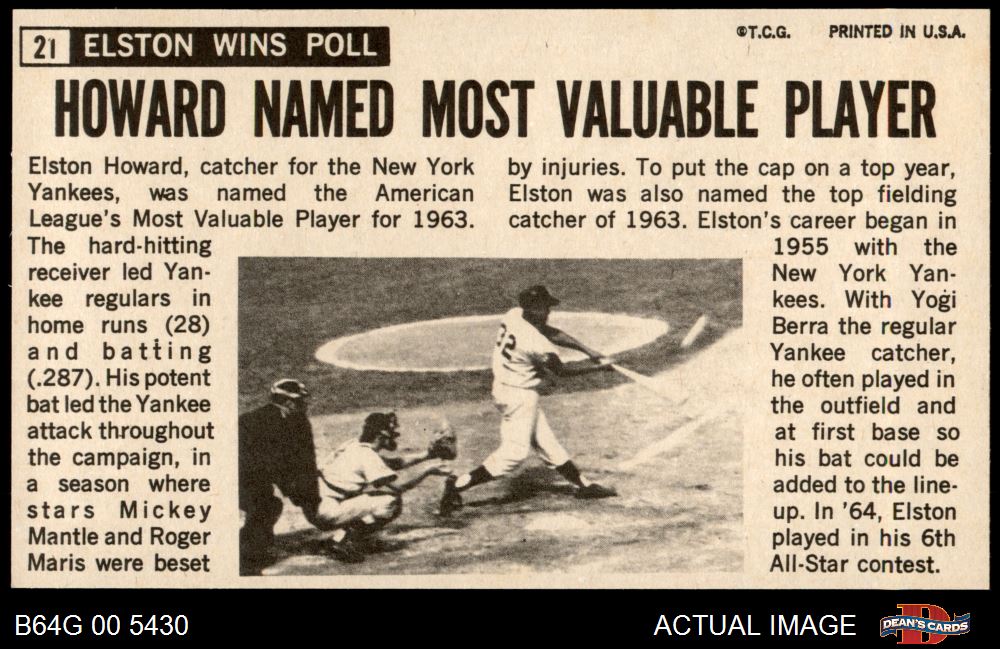 21 ELSTON WINS POLL
©T.C.G. PRINTED IN U.S.A.
HOWARD NAMED MOST VALUABLE PLAYER
Elston Howard, catcher for the New York
Yankees, was named the American
League's Most Valuable Player for 1963.
The hard-hitting
receiver led Yan-
kee regulars in
home runs (28)
and batting
(.287). His potent
bat led the Yankee
attack throughout
the campaign, in
a season where
stars Mickey
Mantle and Roger
Maris were beset
by injuries. To put the cap on a top year,
Elston was also named the top fielding
catcher of 1963. Elston's career began in
1955 with the
New York Yan-
kees. With Yogi
Berra the regular
Yankee catcher,
he often played in
the outfield and
at first base so
his bat could be
added to the line-
up. In '64, Elston
played in his 6th
All-Star contest.
32
B64G 00 5430
ACTUAL IMAGE
D
DEAN'S CARDS